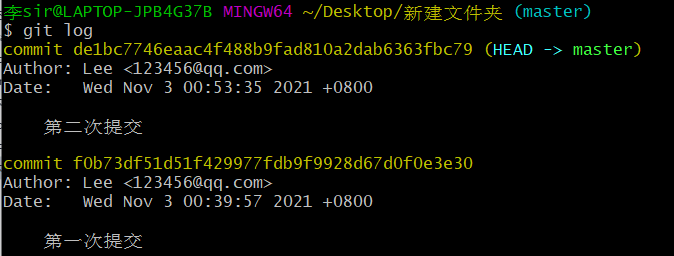 李sir@LAPTOP-JPB4G37B MINGW64 ~/Desktop/新建文件夹 (master)
$ git log
commit de1bc7746eaac4f488b9fad810a2dab6363fbc79 (HEAD -> master)
Author: Lee <123456@qq.com>
Date:   Wed Nov 3 00:53:35 2021 +0800
    第二次提交
commit f0b73df51d51f429977fdb9f9928d67d0f0e3e30
Author: Lee <123456@qq.com>
Date:   Wed Nov 3 00:39:57 2021 +0800
    第一次提交